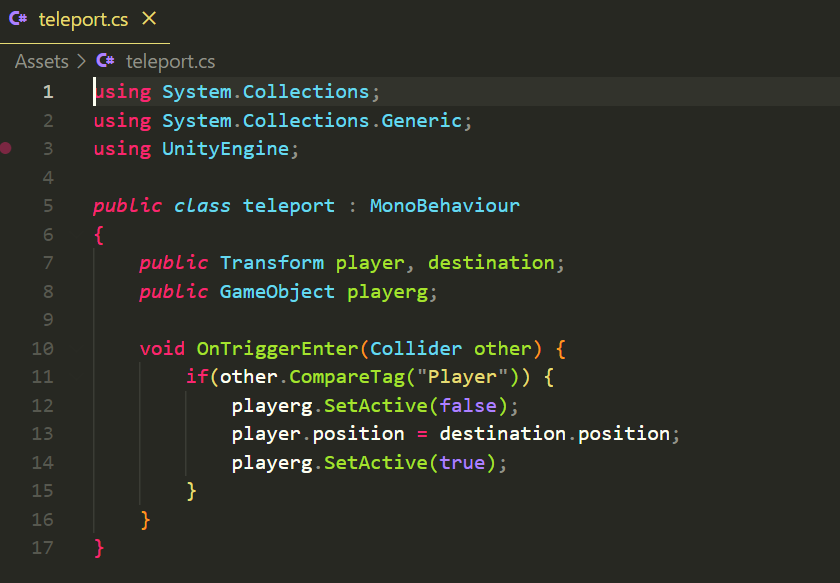 C# teleport.cs ×
Assets > C# teleport.cs
1 using System.Collections;
2 using System.Collections.Generic;
3 using UnityEngine;
4
5 public class teleport : MonoBehaviour
6 {
7 public Transform player, destination;
8 public GameObject playerg;
9
10 void OnTriggerEnter(Collider other) {
11 if(other.CompareTag("Player")) {
12 playerg.SetActive(false);
13 player.position = destination.position;
14 playerg.SetActive(true);
15 }
16 }
17 }